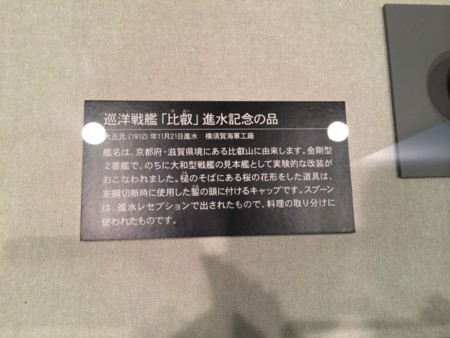 巡洋戦艦「比叡」進水記念の品
大正元(1912)年11月21日進水 横須賀海軍工廠
艦名は、京都府・滋賀県境にある比叡山に由来します。金剛型
2番艦で、のちに大和型戦艦の見本艦として実験的な改装が
おこなわれました。槌のそばにある桜の花形をした道具は、
支綱切断時に使用した鑿の頭に付けるキャップです。スプーン
は、進水レセプションで出されたもので、料理の取り分けに
使われたものです。